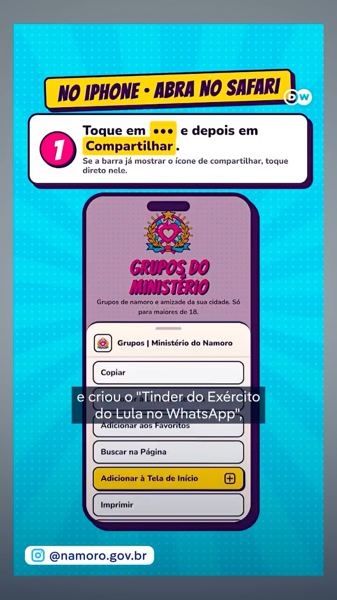 NO IPHONE • ABRA NO SAFARI
DW
1
Toque em ••• e depois em
Compartilhar.
Se a barra já mostrar o ícone de compartilhar, toque
direto nele.
GRUPOS DO
MINISTÉRIO
Grupos de namoro e amizade da sua cidade. Só
para maiores de 18.
Grupos | Ministério do Namoro
Copiar
e criou o "Tinder do Exército
do Lula no WhatsApp",
Adicionar aos Favoritos
Buscar na Página
Adicionar à Tela de Início
Imprimir
@namoro.gov.br